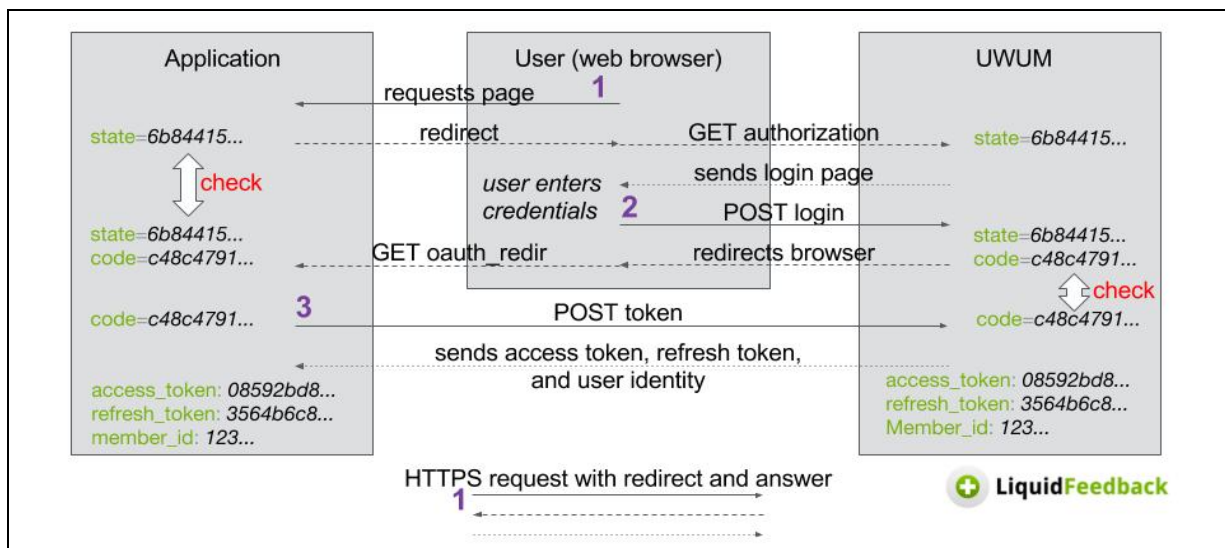 Application
User (web browser)
UWUM
requests page
1
state=6b84415...
redirect
GET authorization
state=6b84415...
check
sends login page
user enters
credentials
2
POST login
state=6b84415...
code=c48c4791...
GET oauth_redir
redirects browser
state=6b84415...
code=c48c4791...
check
code=c48c4791...
3
POST token
code=c48c4791...
sends access token, refresh token,
and user identity
access_token: 08592bd8...
refresh_token: 3564b6c8...
member_id: 123...
access_token: 08592bd8...
refresh_token: 3564b6c8...
Member_id: 123...
HTTPS request with redirect and answer
1
LiquidFeedback